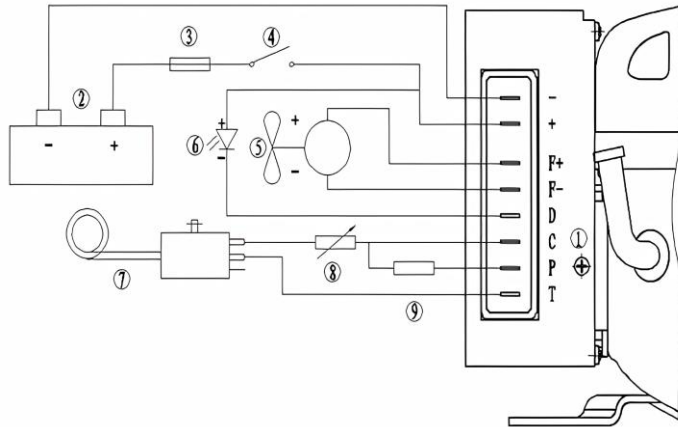 ③
④
②
-
+
+
-
⑥
⑤
+
-
⑦
⑧
⑨
①
-
+
F+
F-
D
C
P
T